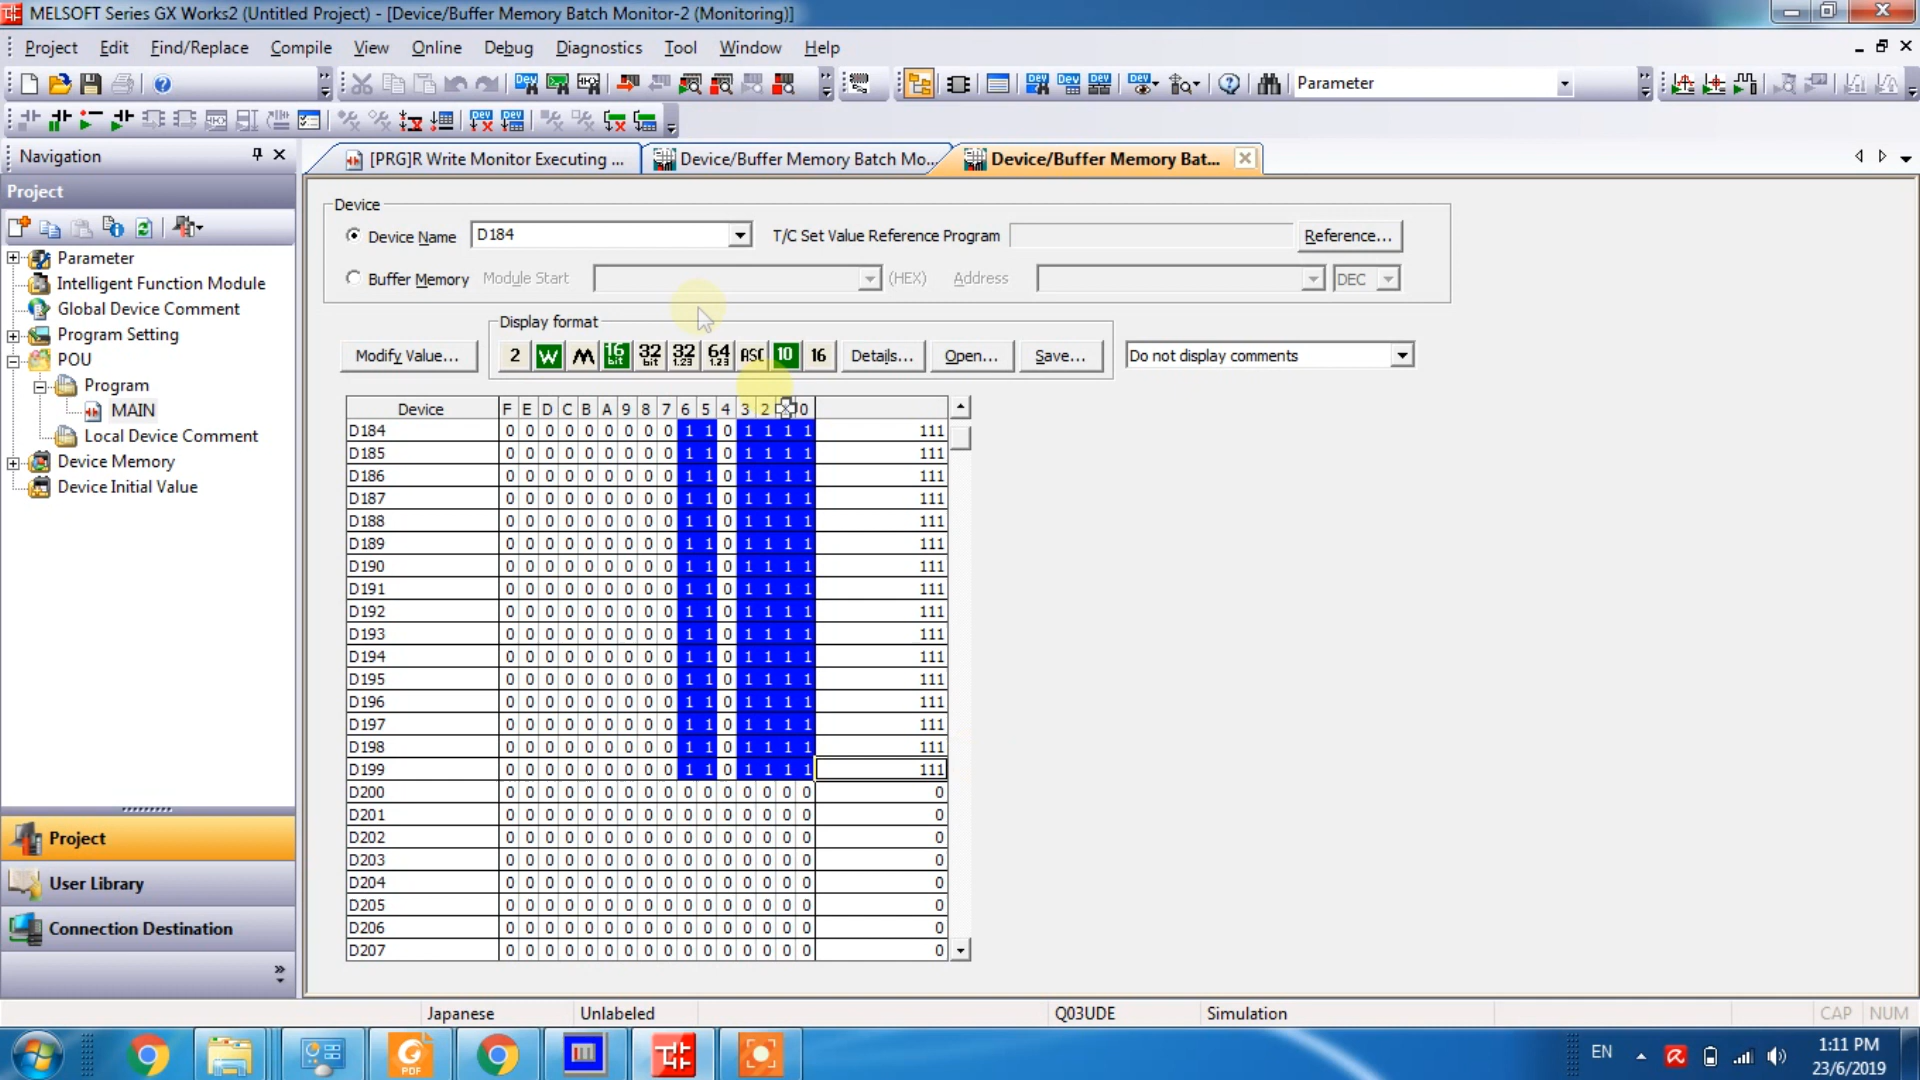 MELSOFT Series GX Works2 (Untitled Project) - [Device/Buffer Memory Batch Monitor-2 (Monitoring)]
Project Edit Find/Replace Compile View Online Debug Diagnostics Tool Window Help
Parameter
Navigation
[PRG]R Write Monitor Executing ... Device/Buffer Memory Batch Mo... Device/Buffer Memory Bat...
Project
Parameter
Intelligent Function Module
Global Device Comment
Program Setting
POU
Program
MAIN
Local Device Comment
Device Memory
Device Initial Value
Project
User Library
Connection Destination
Device
Device Name D184 T/C Set Value Reference Program Reference...
Buffer Memory Module Start (HEX) Address DEC
Display format
Modify Value... 2 W M 16 bit 32 bit 32 1.23 64 1.23 ASC 10 16 Details... Open... Save... Do not display comments
Device F E D C B A 9 8 7 6 5 4 3 2 0
D184 0 0 0 0 0 0 0 0 0 1 1 0 1 1 1 1 111
D185 0 0 0 0 0 0 0 0 0 1 1 0 1 1 1 1 111
D186 0 0 0 0 0 0 0 0 0 1 1 0 1 1 1 1 111
D187 0 0 0 0 0 0 0 0 0 1 1 0 1 1 1 1 111
D188 0 0 0 0 0 0 0 0 0 1 1 0 1 1 1 1 111
D189 0 0 0 0 0 0 0 0 0 1 1 0 1 1 1 1 111
D190 0 0 0 0 0 0 0 0 0 1 1 0 1 1 1 1 111
D191 0 0 0 0 0 0 0 0 0 1 1 0 1 1 1 1 111
D192 0 0 0 0 0 0 0 0 0 1 1 0 1 1 1 1 111
D193 0 0 0 0 0 0 0 0 0 1 1 0 1 1 1 1 111
D194 0 0 0 0 0 0 0 0 0 1 1 0 1 1 1 1 111
D195 0 0 0 0 0 0 0 0 0 1 1 0 1 1 1 1 111
D196 0 0 0 0 0 0 0 0 0 1 1 0 1 1 1 1 111
D197 0 0 0 0 0 0 0 0 0 1 1 0 1 1 1 1 111
D198 0 0 0 0 0 0 0 0 0 1 1 0 1 1 1 1 111
D199 0 0 0 0 0 0 0 0 0 1 1 0 1 1 1 1 111
D200 0 0 0 0 0 0 0 0 0 0 0 0 0 0 0 0 0
D201 0 0 0 0 0 0 0 0 0 0 0 0 0 0 0 0 0
D202 0 0 0 0 0 0 0 0 0 0 0 0 0 0 0 0 0
D203 0 0 0 0 0 0 0 0 0 0 0 0 0 0 0 0 0
D204 0 0 0 0 0 0 0 0 0 0 0 0 0 0 0 0 0
D205 0 0 0 0 0 0 0 0 0 0 0 0 0 0 0 0 0
D206 0 0 0 0 0 0 0 0 0 0 0 0 0 0 0 0 0
D207 0 0 0 0 0 0 0 0 0 0 0 0 0 0 0 0 0
Japanese Unlabeled Q03UDE Simulation CAP NUM
EN 1:11 PM
23/6/2019